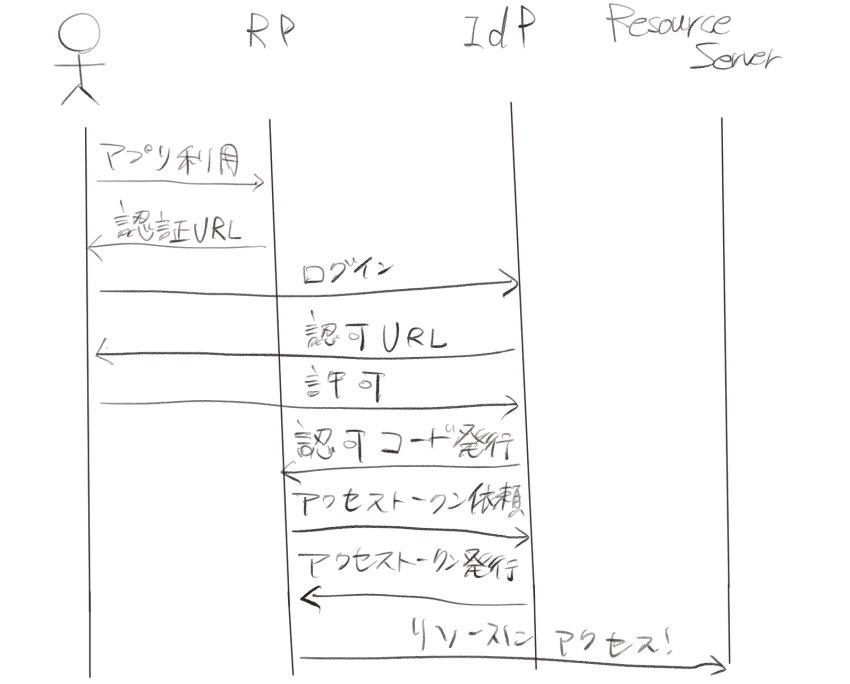 RP
IdP
Resource
Server
アプリ利用
認証URL
ログイン
認可URL
許可
認可コード発行
アクセストークン依頼
アクセストークン発行
リソースに アクセス!